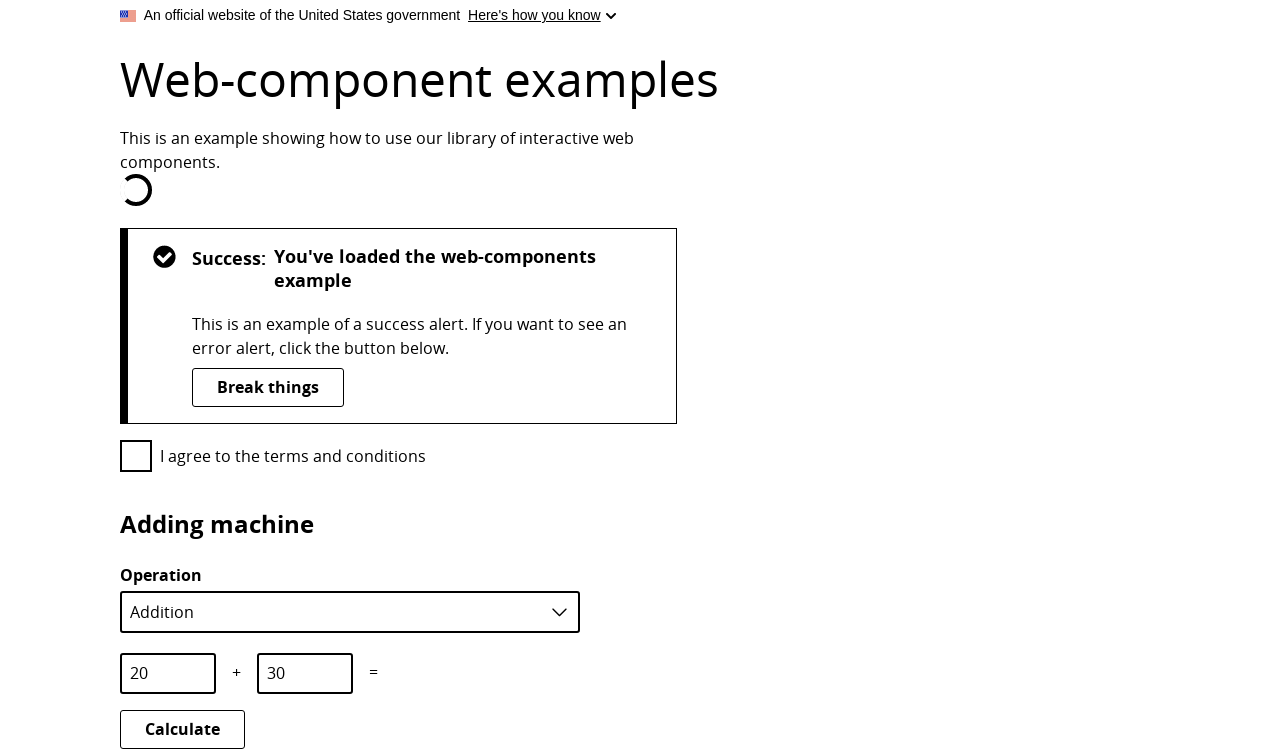 An official website of the United States government Here's how you know
Web-component examples
This is an example showing how to use our library of interactive web
components.
Success: You've loaded the web-components
example
This is an example of a success alert. If you want to see an
error alert, click the button below.
Break things
I agree to the terms and conditions
Adding machine
Operation
Addition
20 + 30 =
Calculate